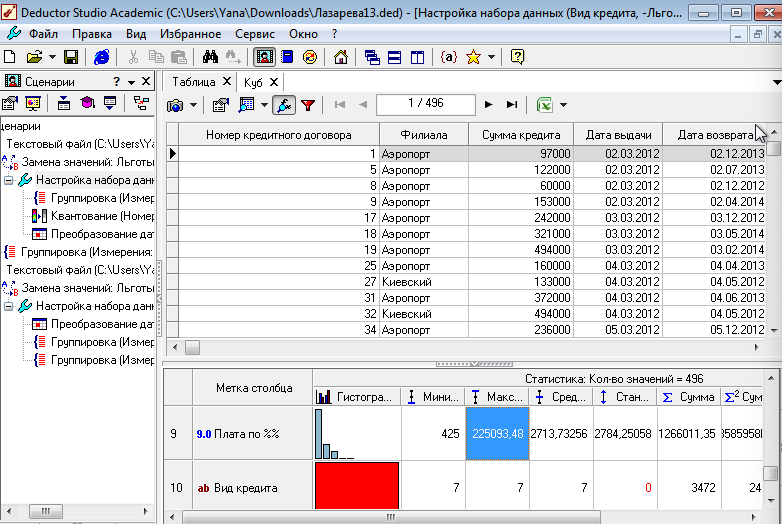 Deductor Studio Academic (C:\Users\Yana\Downloads\Лазарева13.ded) - [Настройка набора данных (Вид кредита, -Льго...
Файл Правка Вид Избранное Сервис Окно ?
Сценарии ?
Таблица X Куб X
1 / 496
ценарии
Текстовый файл (C:\Users\Ya
Замена значений: Льготы
Настройка набора данн
Группировка (Измер
Квантование (Номе
Преобразование да
Группировка (Измерения:
Текстовый файл (C:\Users\Ya
Замена значений: Льготы
Настройка набора данн
Преобразование дат
Группировка (Измер
Группировка (Измер
Номер кредитного договора Филиала Сумма кредита Дата выдачи Дата возврата
1 Аэропорт 97000 02.03.2012 02.12.2013
5 Аэропорт 122000 02.03.2012 02.07.2013
8 Аэропорт 60000 02.03.2012 02.12.2013
9 Аэропорт 153000 02.03.2012 02.04.2014
17 Аэропорт 242000 03.03.2012 03.12.2012
18 Аэропорт 321000 03.03.2012 03.05.2014
19 Аэропорт 494000 03.03.2012 03.02.2014
25 Аэропорт 160000 04.03.2012 04.04.2013
27 Киевский 133000 04.03.2012 04.05.2012
31 Аэропорт 372000 04.03.2012 04.06.2013
32 Киевский 494000 04.03.2012 04.05.2012
34 Аэропорт 236000 05.03.2012 05.12.2012
Статистика: Кол-во значений = 496
Метка столбца Гистогра... Мини... Макс... Сред... Стан... Σ Сумма Σ² Сум
9 9.0 Плата по %% 425 225093,48 2713,73256 2784,25058 1266011,35
10 ab Вид кредита 7 7 7 0 3472 24